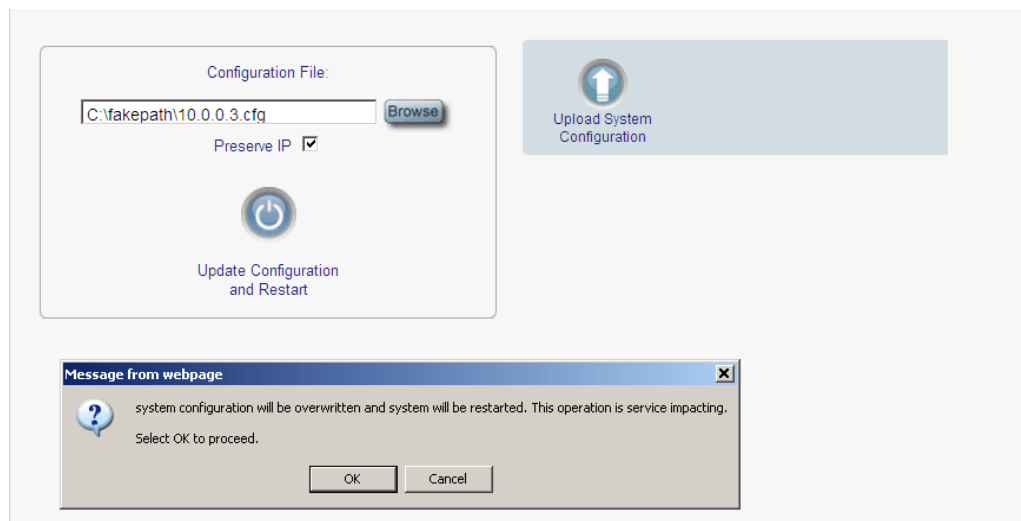 Configuration File:
C:\fakepath\10.0.0.3.cfg
Browse
Preserve IP
Update Configuration
and Restart
Upload System
Configuration
Message from webpage
system configuration will be overwritten and system will be restarted. This operation is service impacting.
Select OK to proceed.
OK
Cancel